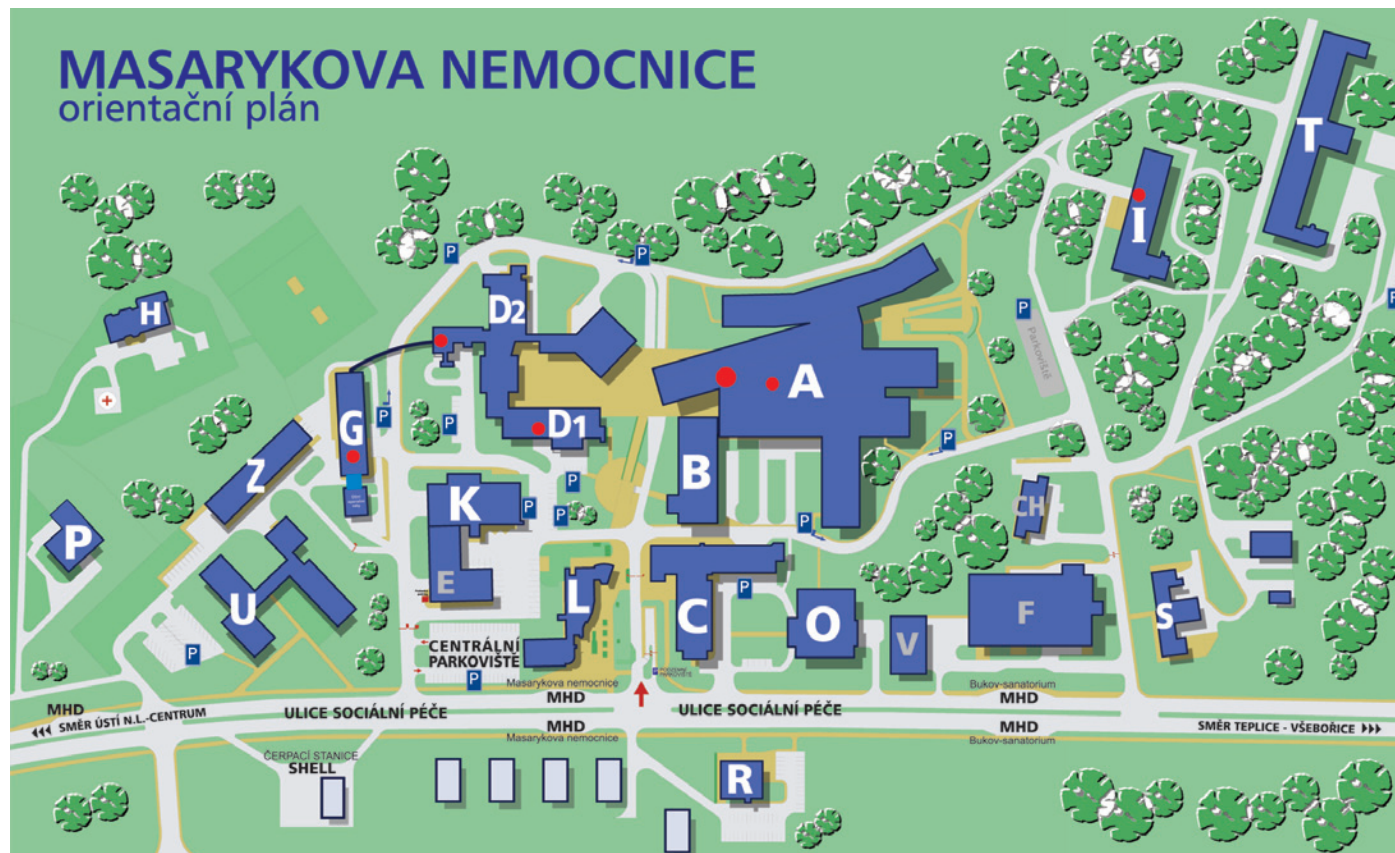 MASARYKOVA NEMOCNICE
orientační plán
T
I
P
H
D2
P
P
A
P
P
Parkoviště
G
P
P
D1
P
Z
B
K
P
P
P
P
CH
P
E
U
L
C
P
O
V
F
S
P
CENTRÁLNÍ
PARKOVIŠTĚ
P
P PODZEMNÍ
PARKOVIŠTĚ
Masarykova nemocnice
Bukov-sanatorium
MHD
MHD
MHD
SMĚR ÚSTÍ N.L.-CENTRUM
ULICE SOCIÁLNÍ PÉČE
ULICE SOCIÁLNÍ PÉČE
MHD
MHD
SMĚR TEPLICE - VŠEBOŘICE
Masarykova nemocnice
Bukov-sanatorium
ČERPACÍ STANICE
SHELL
R